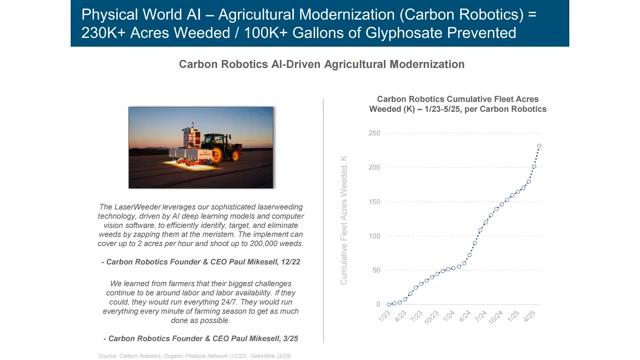 Physical World AI – Agricultural Modernization (Carbon Robotics) =
230K+ Acres Weeded / 100K+ Gallons of Glyphosate Prevented
Carbon Robotics AI-Driven Agricultural Modernization
The LaserWeeder leverages our sophisticated laserweeding
technology, driven by AI deep learning models and computer
vision software, to efficiently identify, target, and eliminate
weeds by zapping them at the meristem. The implement can
cover up to 2 acres per hour and shoot up to 200,000 weeds.
- Carbon Robotics Founder & CEO Paul Mikesell, 12/22
We learned from farmers that their biggest challenges
continue to be around labor and labor availability. If they
could, they would run everything 24/7. They would run
everything every minute of farming season to get as much
done as possible.
- Carbon Robotics Founder & CEO Paul Mikesell, 3/25
Carbon Robotics Cumulative Fleet Acres
Weeded (K) – 1/23-5/25, per Carbon Robotics
Cumulative Fleet Acres Weeded, K
250
200
150
100
50
0
1/23
4/23
7/23
10/23
1/24
4/24
7/24
10/24
1/25
4/25
Source: Carbon Robotics, Organic Produce Network (12/22), GeekWire (3/25)